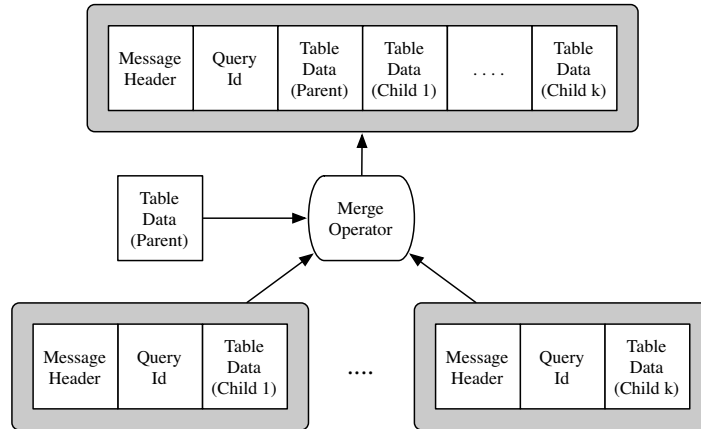 Message Header
Query Id
Table Data (Parent)
Table Data (Child 1)
. . . .
Table Data (Child k)
Table Data (Parent)
Merge Operator
Message Header
Query Id
Table Data (Child 1)
....
Message Header
Query Id
Table Data (Child k)